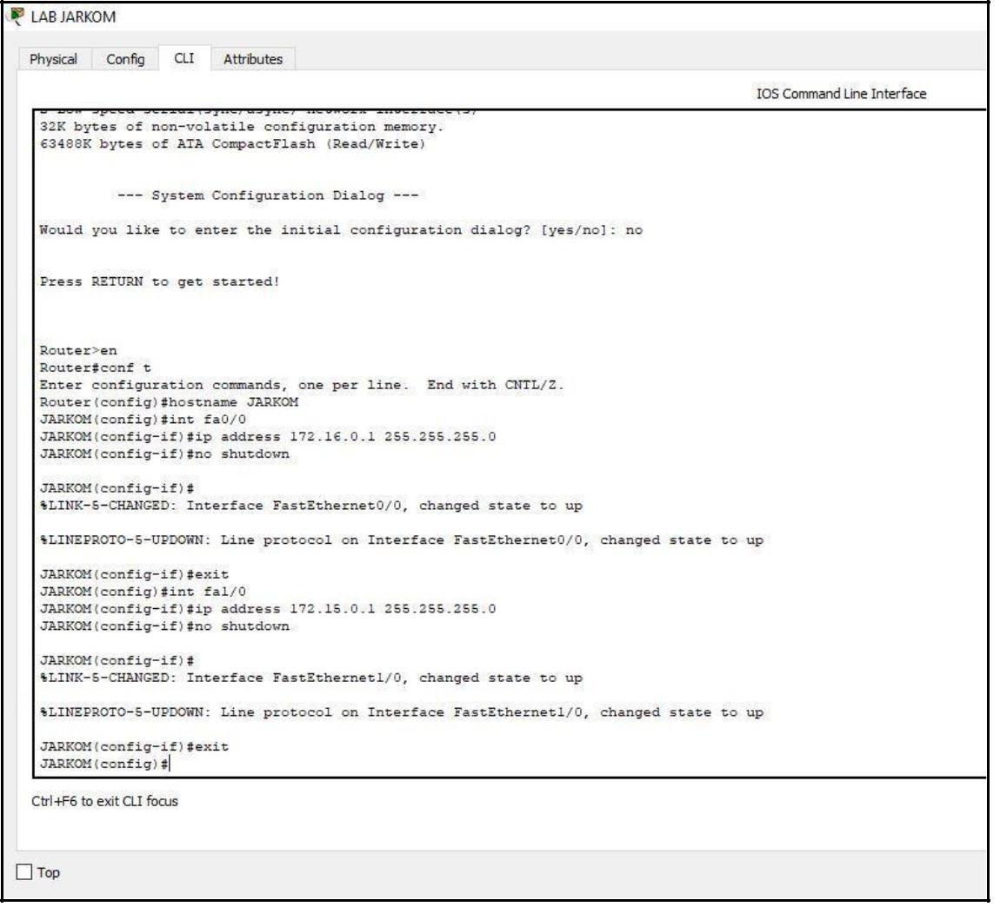 LAB JARKOM
Physical Config CLI Attributes
IOS Command Line Interface
2 Low-speed serial(sync/async) network interface(s)
32K bytes of non-volatile configuration memory.
63488K bytes of ATA CompactFlash (Read/Write)
--- System Configuration Dialog ---
Would you like to enter the initial configuration dialog? [yes/no]: no
Press RETURN to get started!
Router>en
Router#conf t
Enter configuration commands, one per line.  End with CNTL/Z.
Router(config)#hostname JARKOM
JARKOM(config)#int fa0/0
JARKOM(config-if)#ip address 172.16.0.1 255.255.255.0
JARKOM(config-if)#no shutdown
JARKOM(config-if)#
%LINK-5-CHANGED: Interface FastEthernet0/0, changed state to up
%LINEPROTO-5-UPDOWN: Line protocol on Interface FastEthernet0/0, changed state to up
JARKOM(config-if)#exit
JARKOM(config)#int fa1/0
JARKOM(config-if)#ip address 172.15.0.1 255.255.255.0
JARKOM(config-if)#no shutdown
JARKOM(config-if)#
%LINK-5-CHANGED: Interface FastEthernet1/0, changed state to up
%LINEPROTO-5-UPDOWN: Line protocol on Interface FastEthernet1/0, changed state to up
JARKOM(config-if)#exit
JARKOM(config)#
Ctrl+F6 to exit CLI focus
Top